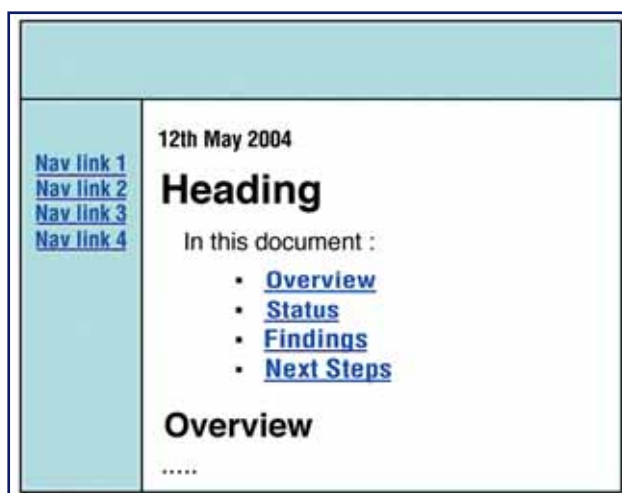 Nav link 1
Nav link 2
Nav link 3
Nav link 4
12th May 2004
Heading
In this document :
▪ Overview
▪ Status
▪ Findings
▪ Next Steps
Overview
.....